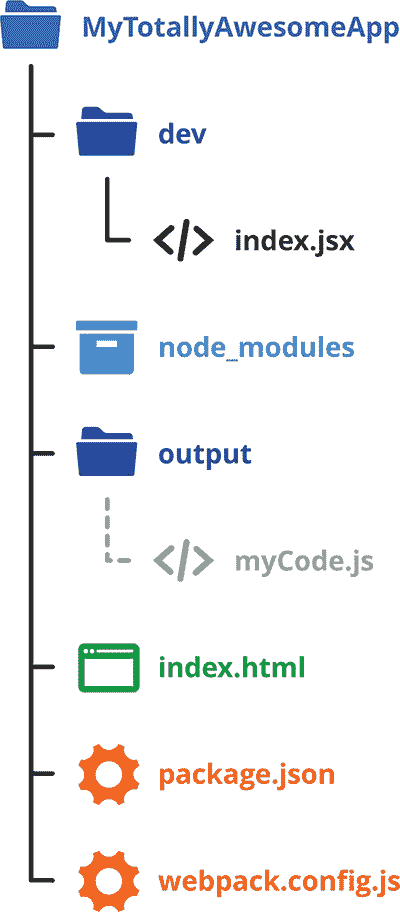 MyTotallyAwesomeApp
dev
index.jsx
node_modules
output
myCode.js
index.html
package.json
webpack.config.js